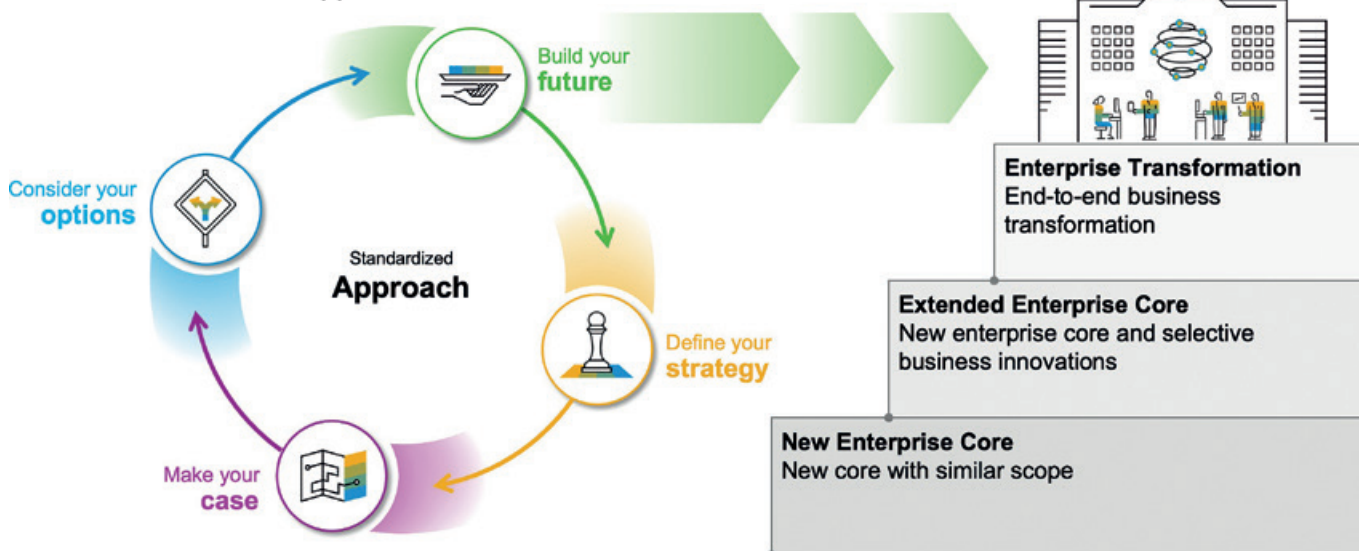 Build your
future
Consider your
options
Standardized
Approach
Define your
strategy
Make your
case
Enterprise Transformation
End-to-end business
transformation
Extended Enterprise Core
New enterprise core and selective
business innovations
New Enterprise Core
New core with similar scope